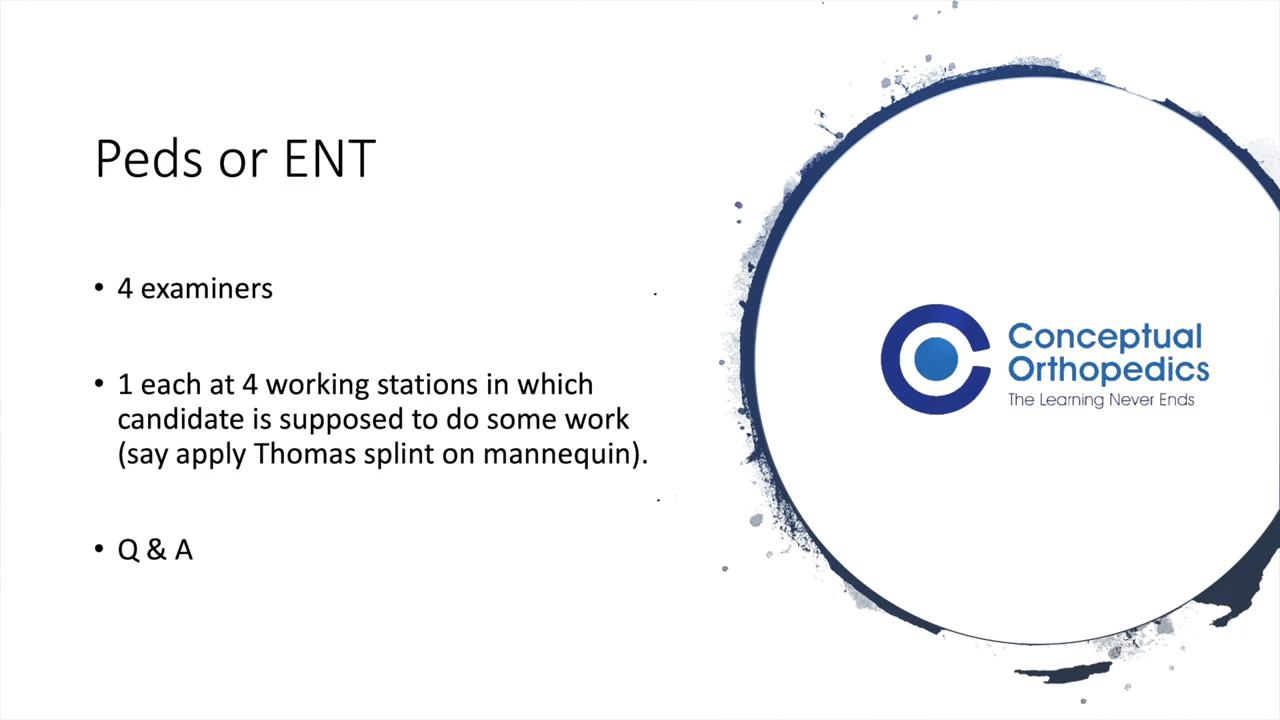 Peds or ENT
• 4 examiners
• 1 each at 4 working stations in which
candidate is supposed to do some work
(say apply Thomas splint on mannequin).
• Q & A
Conceptual
Orthopedics
The Learning Never Ends